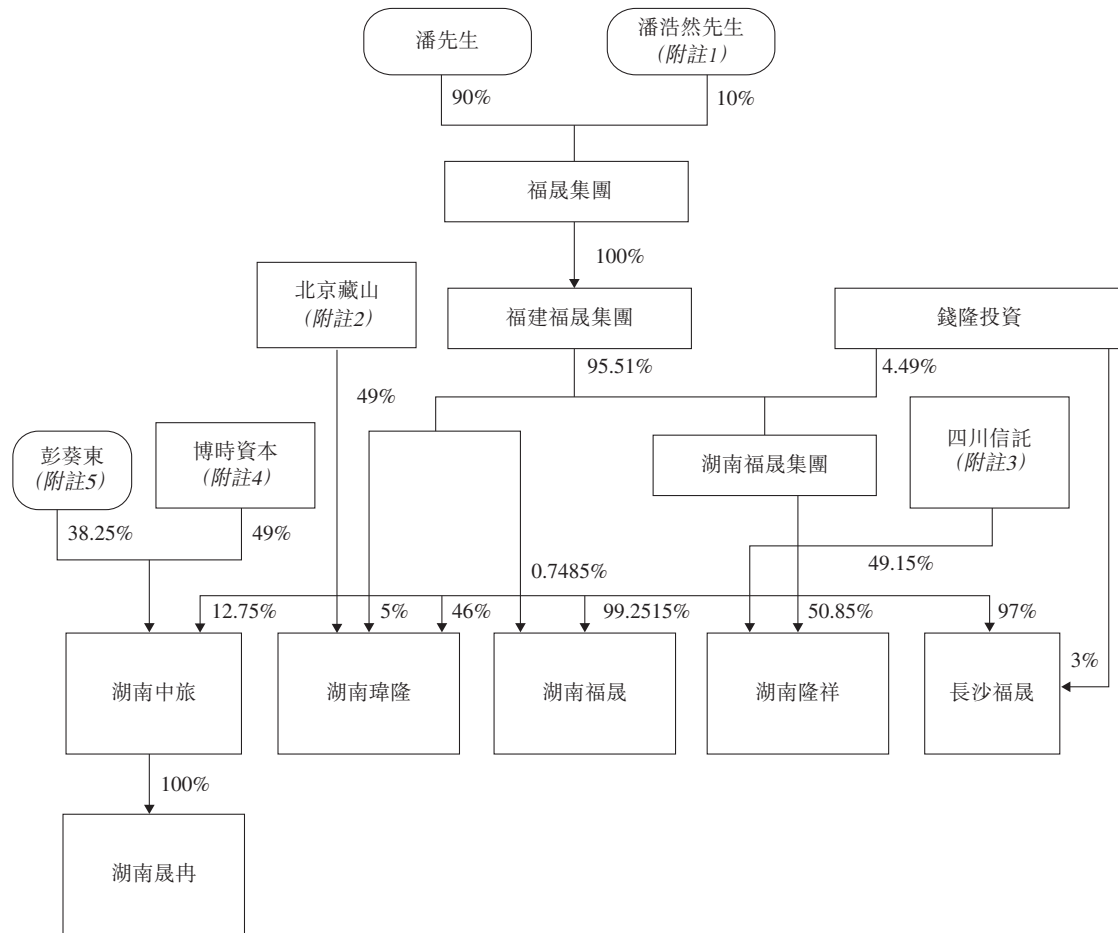 潘先生
潘浩然先生
(附註1)
90%
10%
福晟集團
100%
北京藏山
(附註2)
福建福晟集團
錢隆投資
95.51%
4.49%
49%
彭葵東
(附註5)
博時資本
(附註4)
湖南福晟集團
四川信託
(附註3)
38.25%
49%
49.15%
0.7485%
12.75%
5%
46%
99.2515%
50.85%
97%
3%
湖南中旅
湖南瑋隆
湖南福晟
湖南隆祥
長沙福晟
100%
湖南晟冉